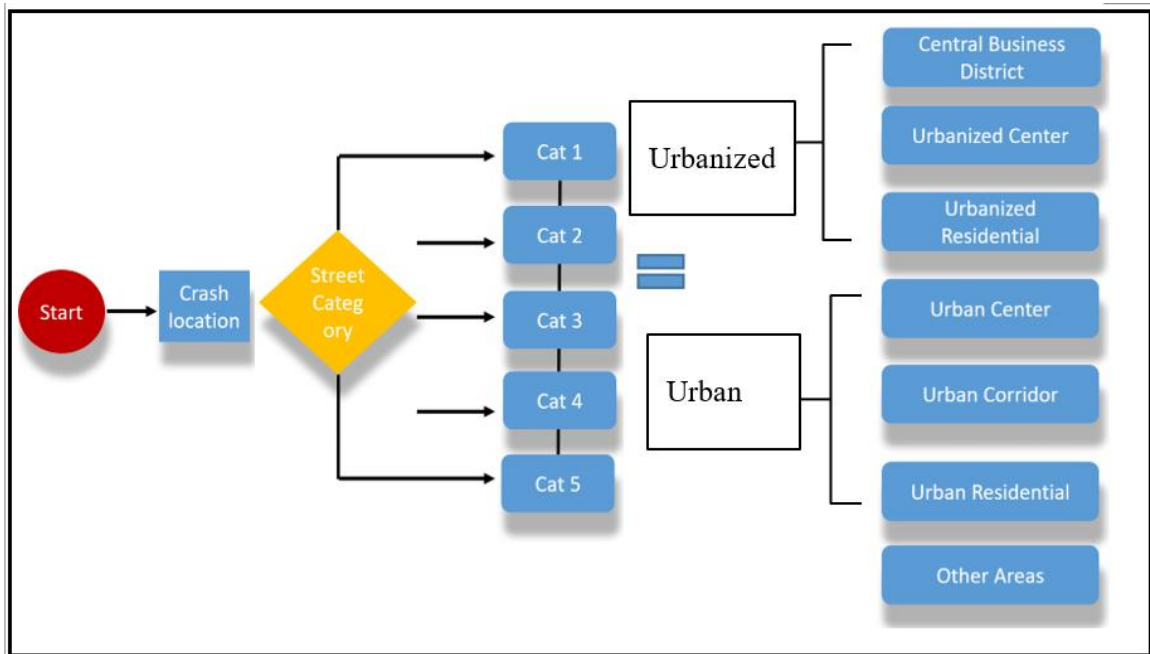 Start
Crash
location
Street
Categ
ory
Cat 1
Cat 2
Cat 3
Cat 4
Cat 5
Urbanized
Urban
Central Business
District
Urbanized Center
Urbanized
Residential
Urban Center
Urban Corridor
Urban Residential
Other Areas